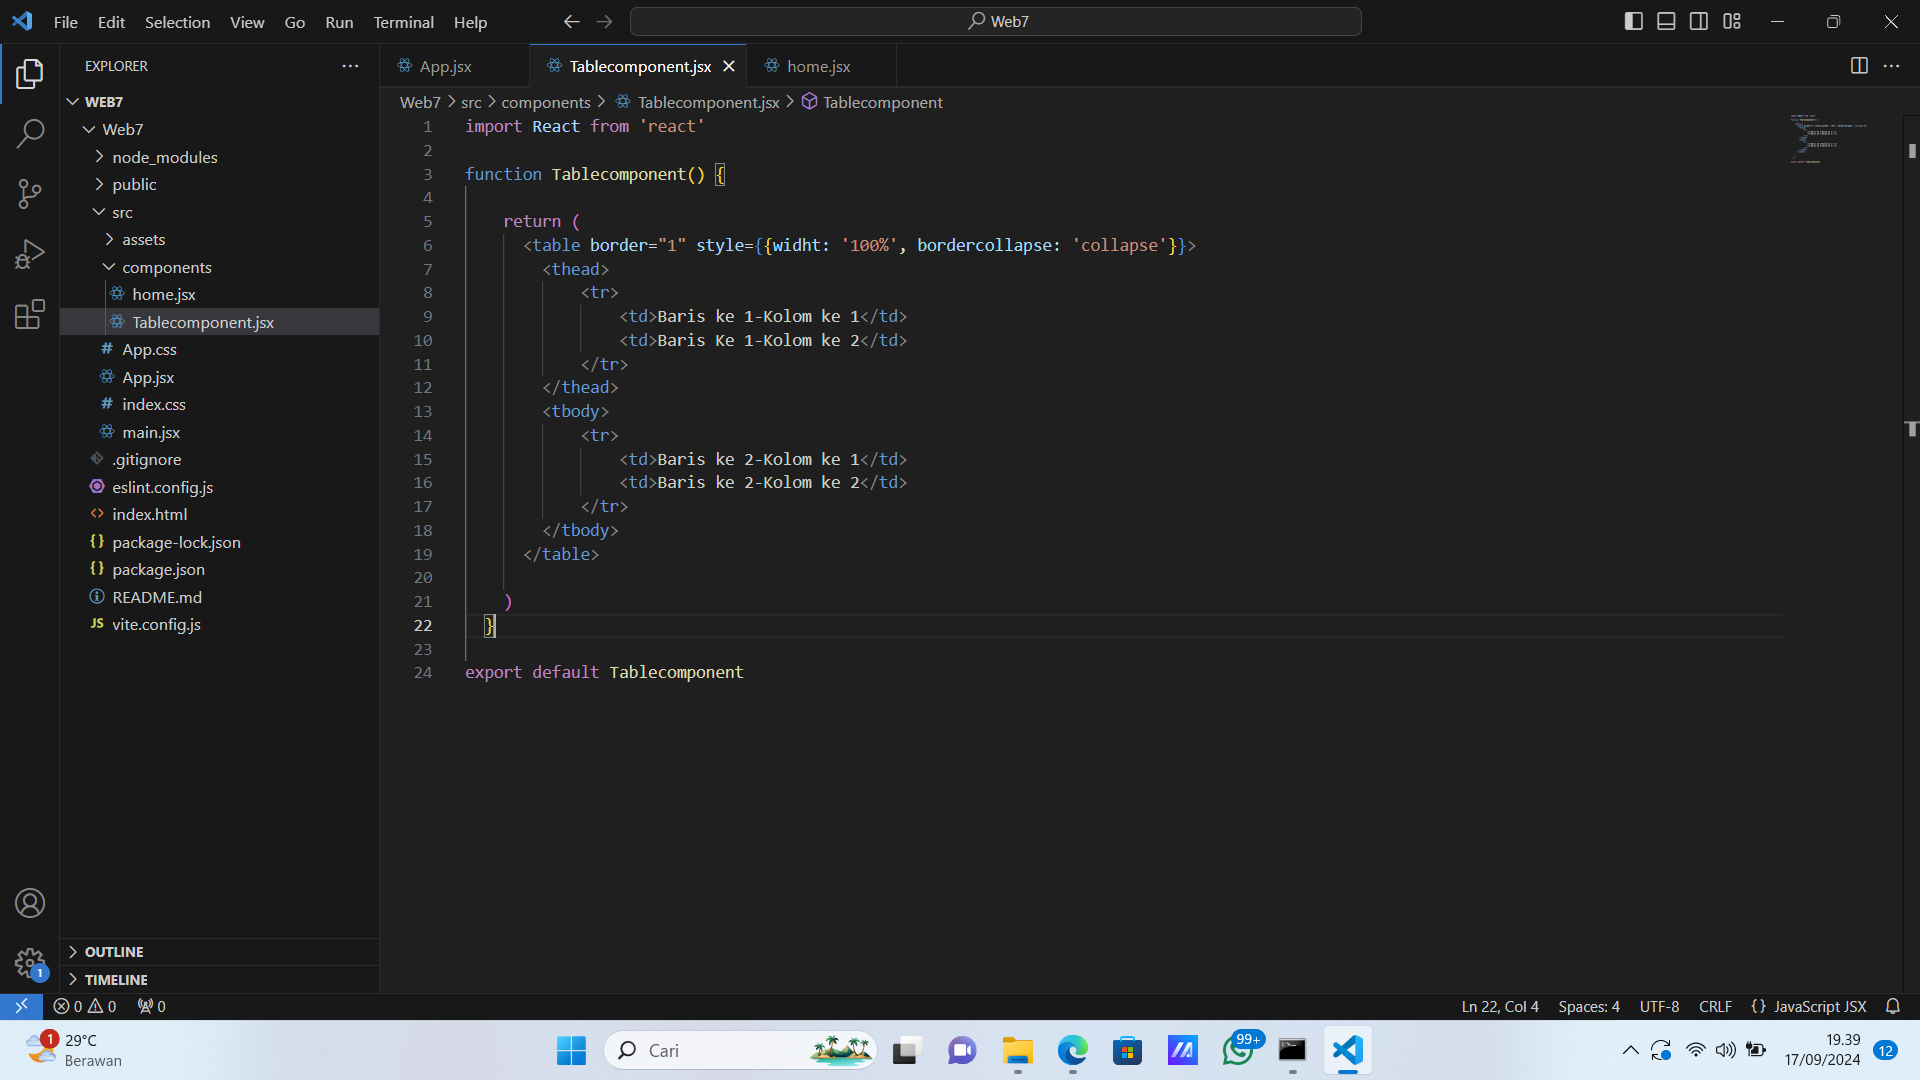 File Edit Selection View Go Run Terminal Help
Web7
EXPLORER
WEB7
Web7
node_modules
public
src
assets
components
home.jsx
Tablecomponent.jsx
# App.css
App.jsx
# index.css
main.jsx
.gitignore
eslint.config.js
<> index.html
{} package-lock.json
{} package.json
README.md
JS vite.config.js
OUTLINE
TIMELINE
App.jsx Tablecomponent.jsx home.jsx
Web7 > src > components > Tablecomponent.jsx > Tablecomponent
1 import React from 'react'
2
3 function Tablecomponent() {
4
5 return (
6 <table border="1" style={{widht: '100%', bordercollapse: 'collapse'}}>
7 <thead>
8 <tr>
9 <td>Baris ke 1-Kolom ke 1</td>
10 <td>Baris Ke 1-Kolom ke 2</td>
11 </tr>
12 </thead>
13 <tbody>
14 <tr>
15 <td>Baris ke 2-Kolom ke 1</td>
16 <td>Baris ke 2-Kolom ke 2</td>
17 </tr>
18 </tbody>
19 </table>
20
21 )
22 }
23
24 export default Tablecomponent
1
0 0 0
Ln 22, Col 4 Spaces: 4 UTF-8 CRLF {} JavaScript JSX
1
29°C
Berawan
Cari
99+
19.39
17/09/2024
12